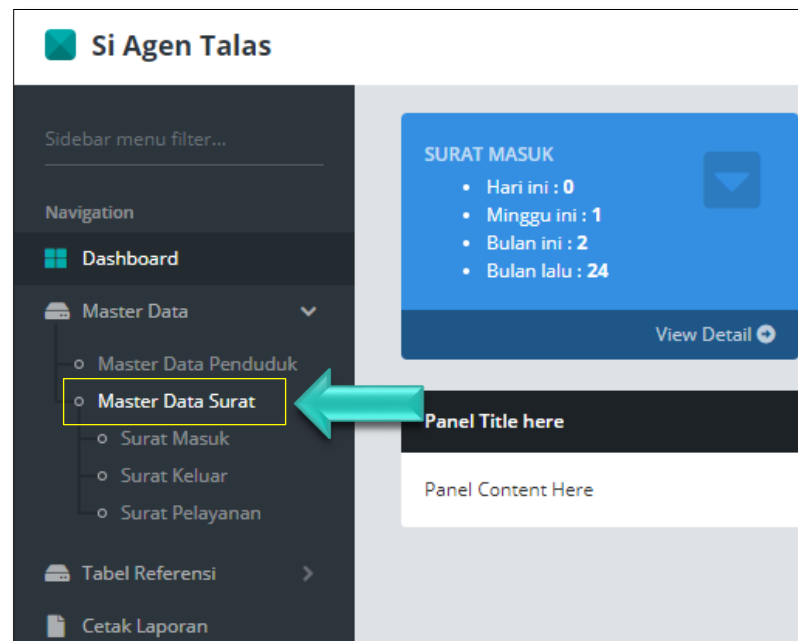 Si Agen Talas
Sidebar menu filter...
Navigation
Dashboard
Master Data
Master Data Penduduk
Master Data Surat
Surat Masuk
Surat Keluar
Surat Pelayanan
Tabel Referensi
Cetak Laporan
SURAT MASUK
Hari ini : 0
Minggu ini : 1
Bulan ini : 2
Bulan lalu : 24
View Detail
Panel Title here
Panel Content Here